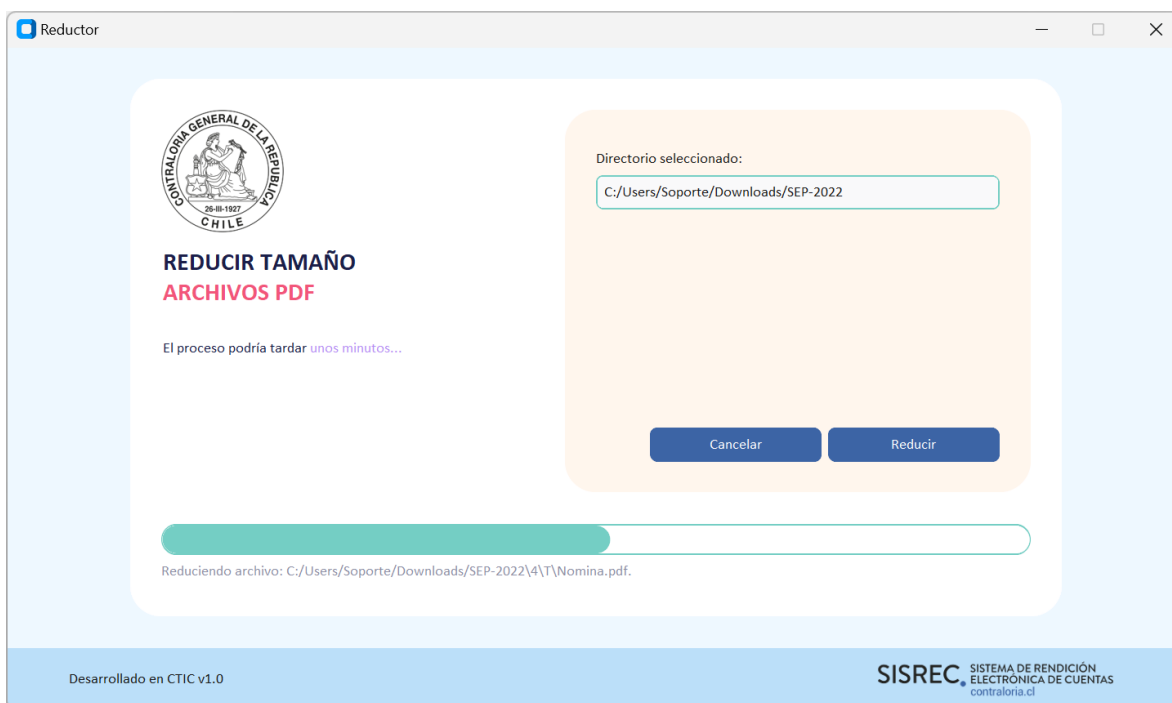 Reductor
CONTRALORIA GENERAL DE LA REPUBLICA
26-III-1927
CHILE
REDUCIR TAMAÑO
ARCHIVOS PDF
El proceso podría tardar unos minutos...
Directorio seleccionado:
C:/Users/Soporte/Downloads/SEP-2022
Cancelar
Reducir
Reduciendo archivo: C:/Users/Soporte/Downloads/SEP-2022\4\T\Nomina.pdf.
Desarrollado en CTIC v1.0
SISREC. SISTEMA DE RENDICIÓN
ELECTRÓNICA DE CUENTAS
contraloria.cl